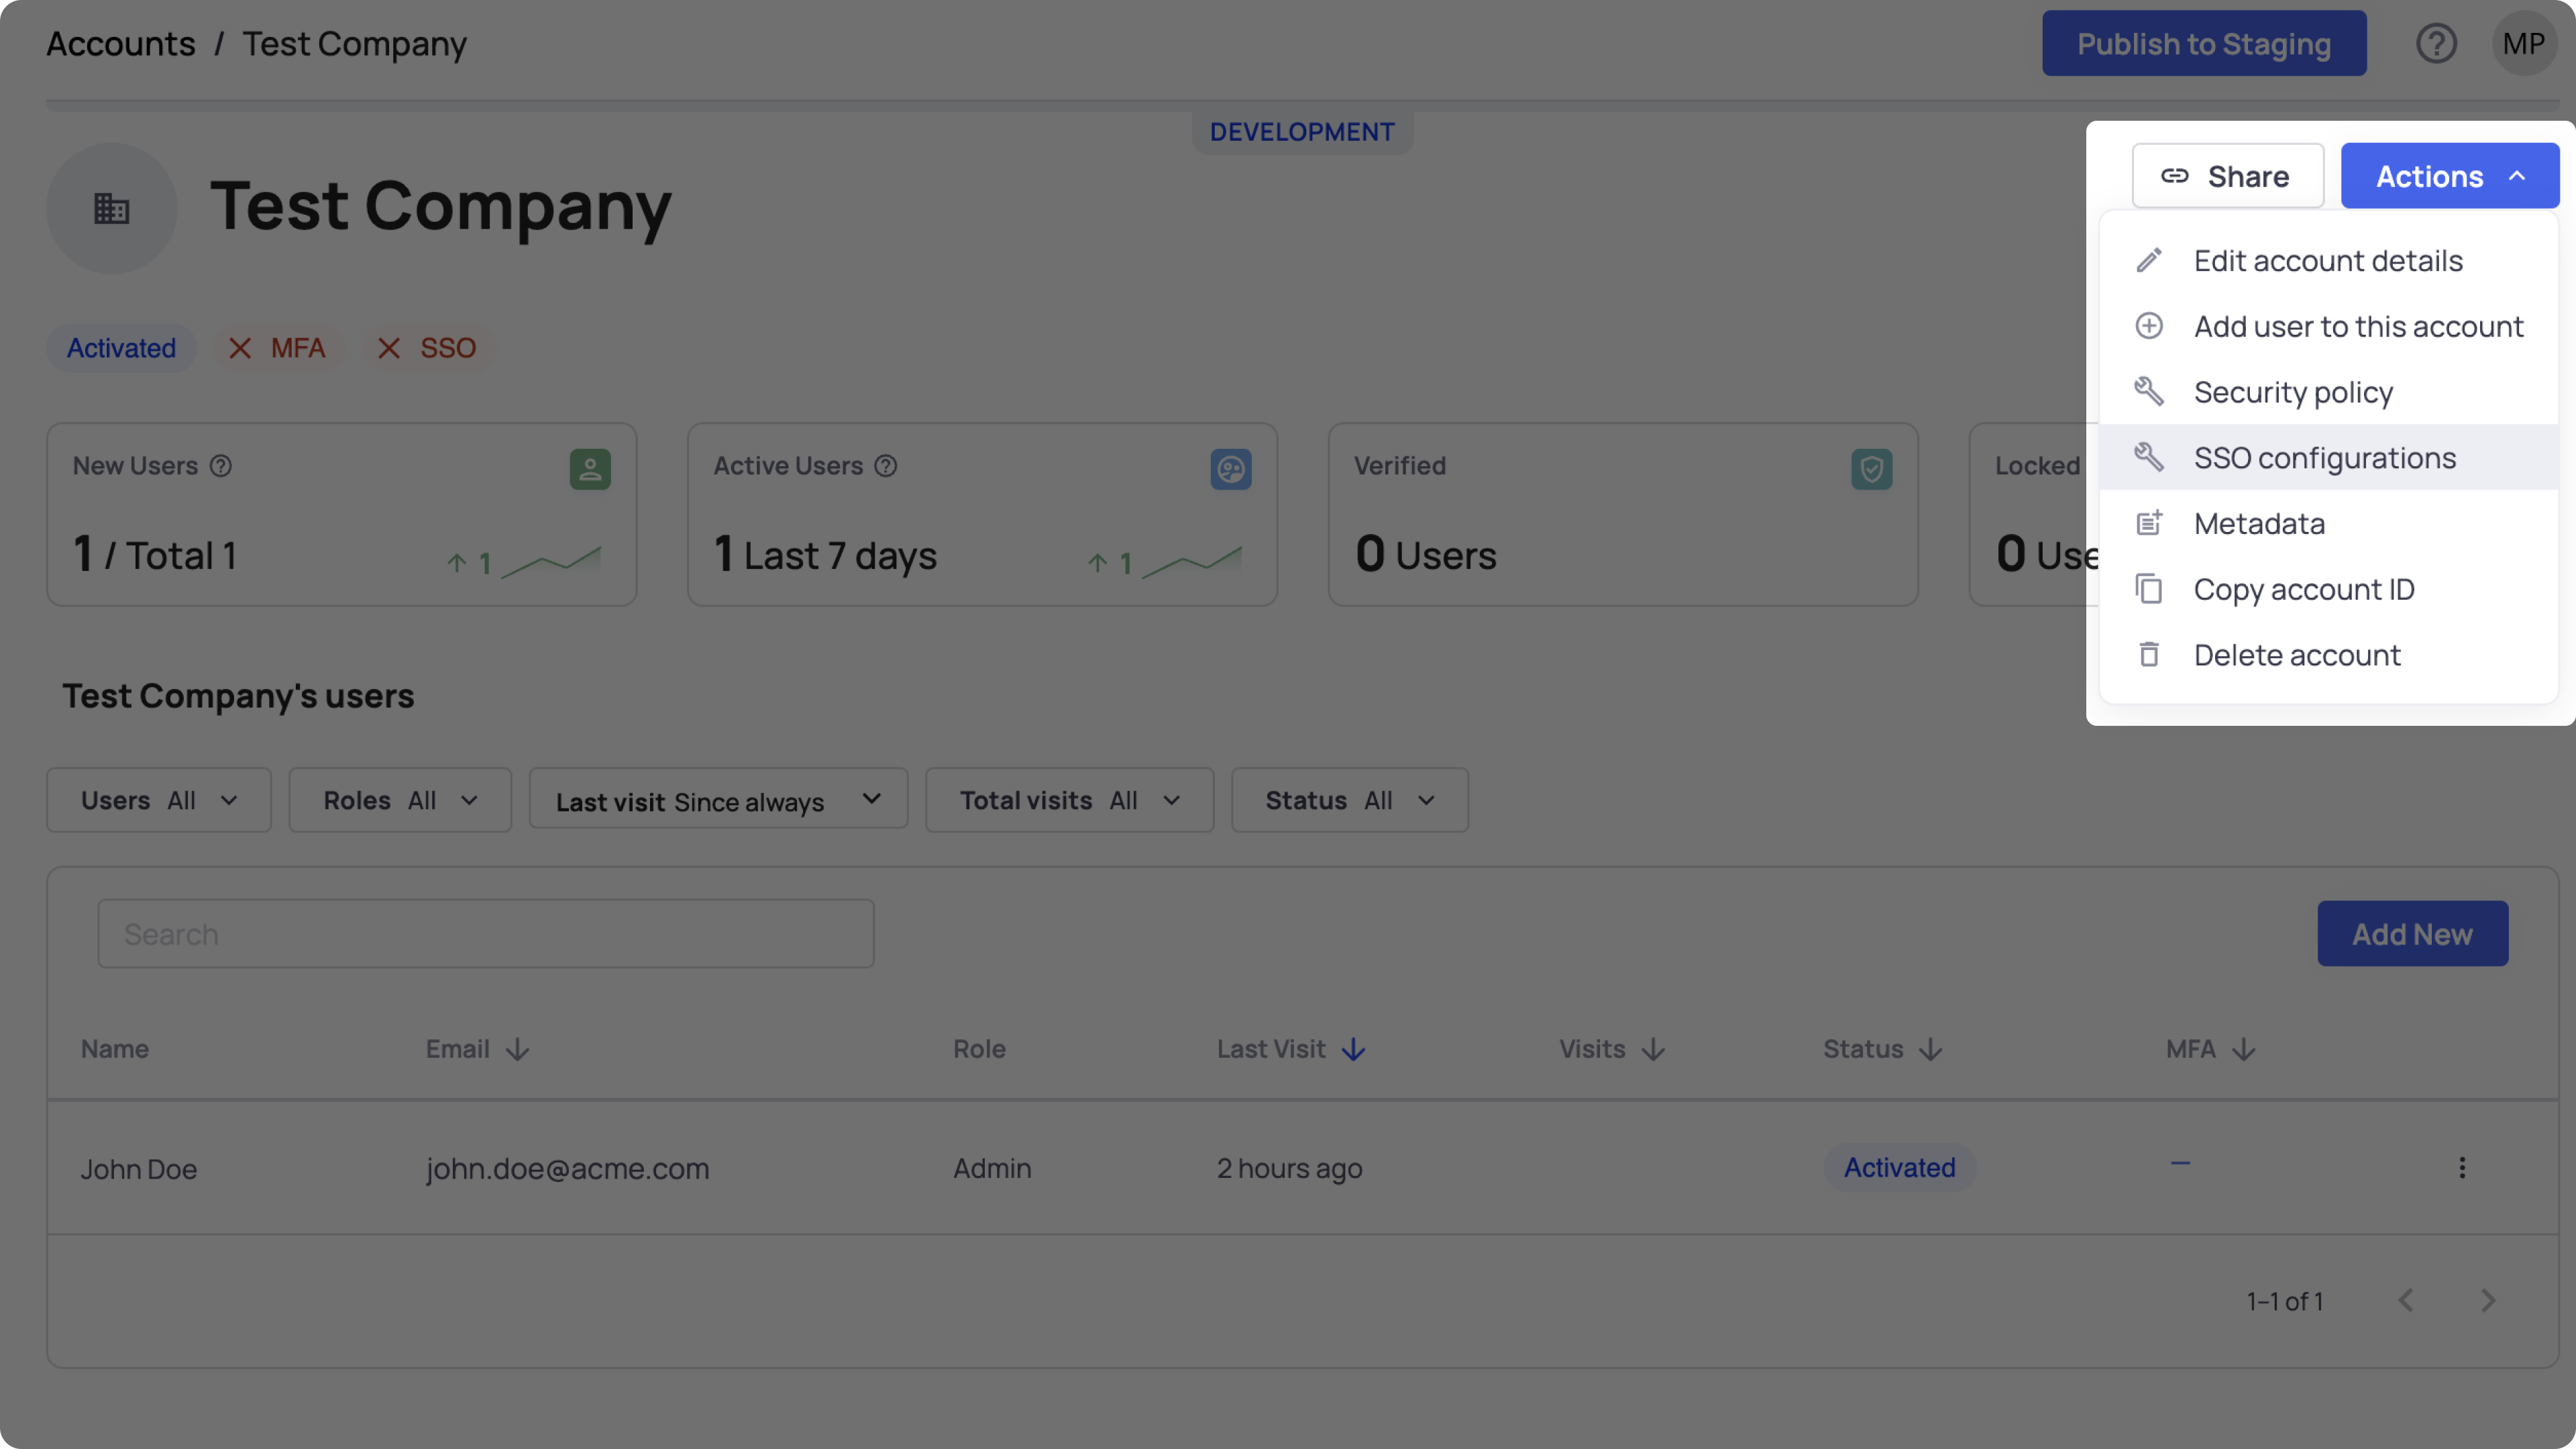 Accounts / Test Company
Publish to Staging
MP
DEVELOPMENT
Test Company
Share
Actions
Edit account details
Add user to this account
Security policy
SSO configurations
Metadata
Copy account ID
Delete account
Activated
MFA
SSO
New Users
1 / Total 1
1
Active Users
1 Last 7 days
1
Verified
0 Users
Locked
0 Use
Test Company's users
Users All
Roles All
Last visit Since always
Total visits All
Status All
Search
Add New
Name Email Role Last Visit Visits Status MFA
John Doe john.doe@acme.com Admin 2 hours ago Activated –
1–1 of 1